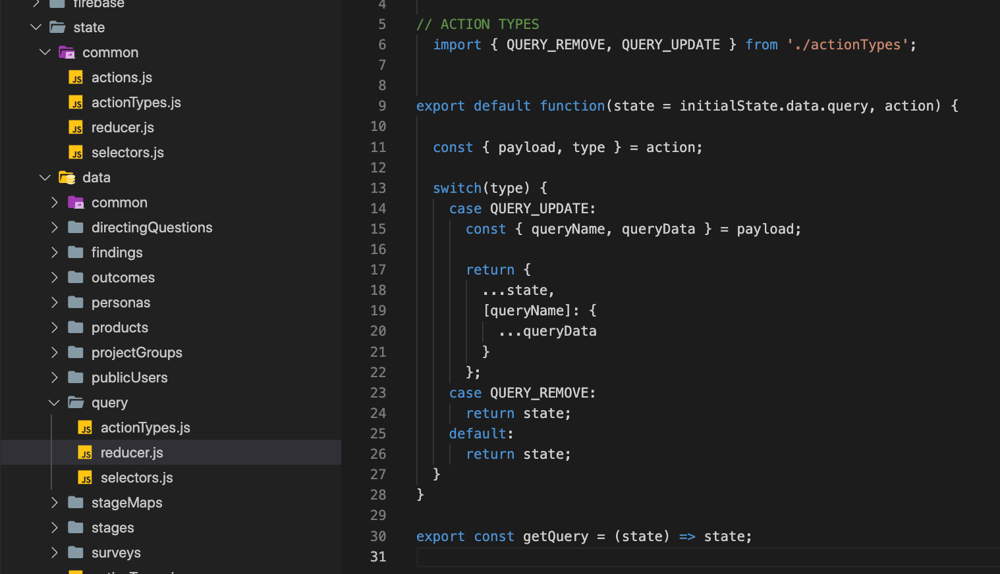 firebase
state
common
actions.js
actionTypes.js
reducer.js
selectors.js
data
common
directingQuestions
findings
outcomes
personas
products
projectGroups
publicUsers
query
actionTypes.js
reducer.js
selectors.js
stageMaps
stages
surveys
4
5 // ACTION TYPES
6 import { QUERY_REMOVE, QUERY_UPDATE } from './actionTypes';
7
8
9 export default function(state = initialState.data.query, action) {
10
11 const { payload, type } = action;
12
13 switch(type) {
14 case QUERY_UPDATE:
15 const { queryName, queryData } = payload;
16
17 return {
18 ...state,
19 [queryName]: {
20 ...queryData
21 }
22 };
23 case QUERY_REMOVE:
24 return state;
25 default:
26 return state;
27 }
28 }
29
30 export const getQuery = (state) => state;
31